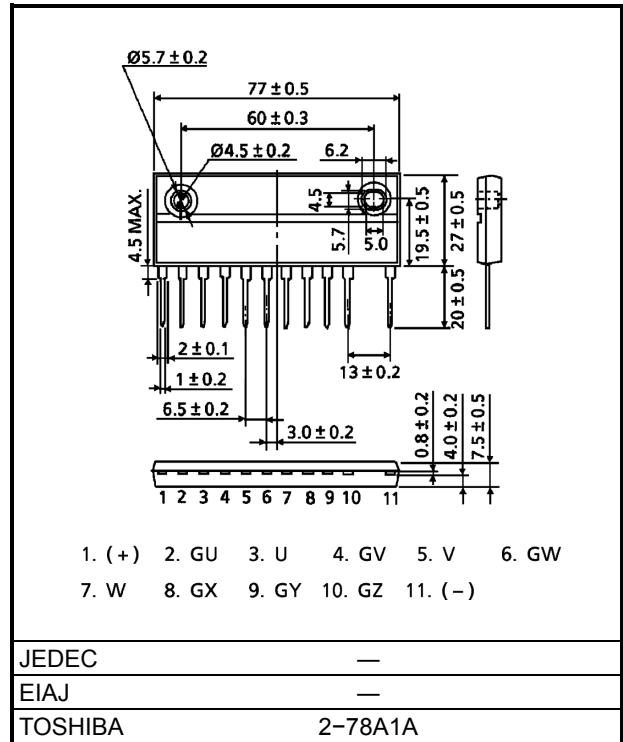 Ø5.7 ± 0.2
77 ± 0.5
60 ± 0.3
Ø4.5 ± 0.2
6.2
4.5
5.7
5.0
4.5 MAX.
19.5 ± 0.5
27 ± 0.5
20 ± 0.5
2 ± 0.1
1 ± 0.2
13 ± 0.2
6.5 ± 0.2
3.0 ± 0.2
0.8 ± 0.2
4.0 ± 0.2
7.5 ± 0.5
1 2 3 4 5 6 7 8 9 10 11
1. (+) 2. GU 3. U 4. GV 5. V 6. GW
7. W 8. GX 9. GY 10. GZ 11. (−)
JEDEC —
EIAJ —
TOSHIBA 2−78A1A